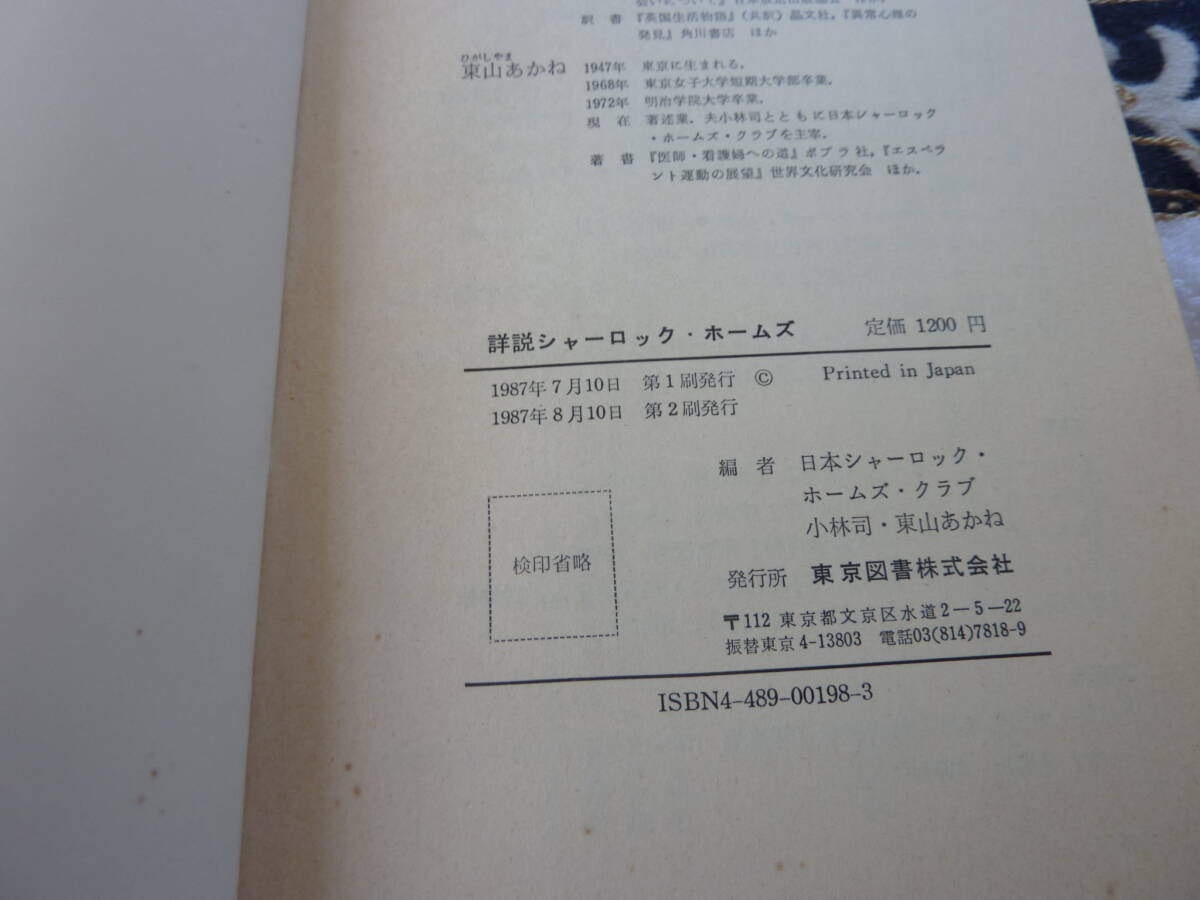 訳書 『英国生活物語』(共訳) 晶文社,『異常心理の
発見』角川書店 ほか
ひがしやま
東山あかね 1947年 東京に生まれる.
1968年 東京女子大学短期大学部卒業.
1972年 明治学院大学卒業.
現在 著述業. 夫小林司とともに日本シャーロック
・ホームズ・クラブを主宰.
著書 『医師・看護婦への道』ポプラ社,『エスペラ
ント運動の展望』世界文化研究会 ほか.
詳説シャーロック・ホームズ 定価 1200 円
1987年7月10日 第1刷発行 © Printed in Japan
1987年8月10日 第2刷発行
編者 日本シャーロック・
ホームズ・クラブ
小林司・東山あかね
検印省略
発行所 東京図書株式会社
〒112 東京都文京区水道2-5-22
振替東京4-13803 電話03(814)7818-9
ISBN4-489-00198-3